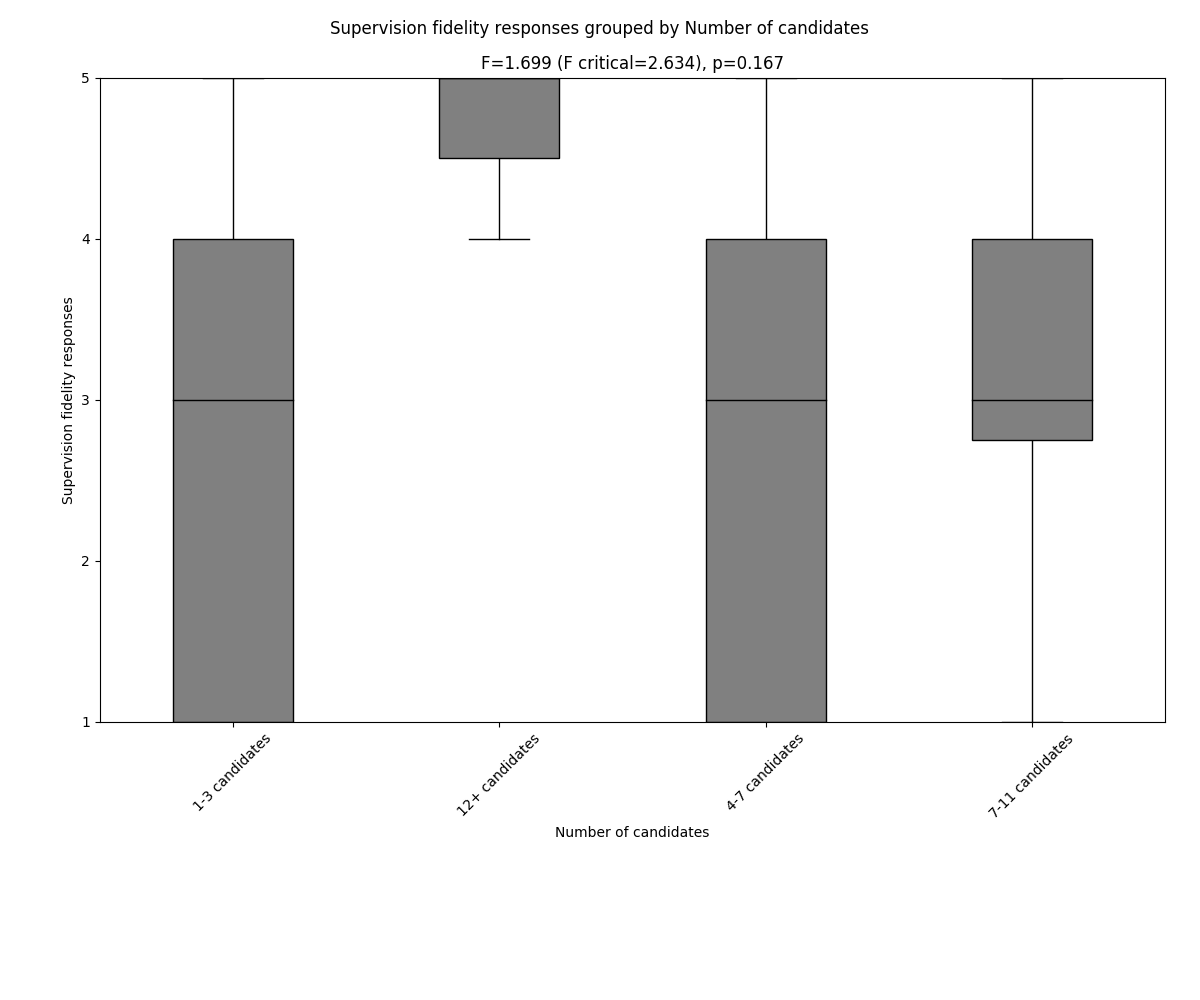 Supervision fidelity responses grouped by Number of candidates
F=1.699 (F critical=2.634), p=0.167
Supervision fidelity responses
5
4
3
2
1
1-3 candidates
12+ candidates
4-7 candidates
7-11 candidates
Number of candidates